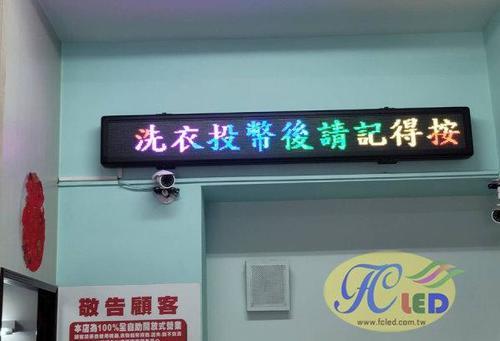 洗衣投幣後請記得按
敬告顧客
本店為100%全自助開放式營業
FC LED
www.fcled.com.tw